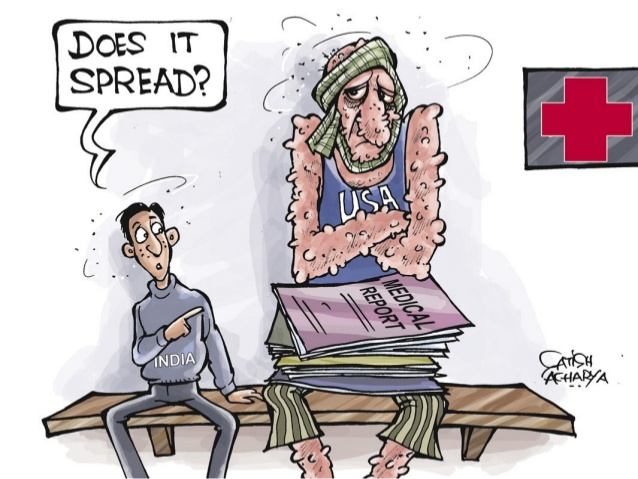 DOES IT
SPREAD?
USA
MEDICAL
REPORT
INDIA
SATISH
ACHARYA